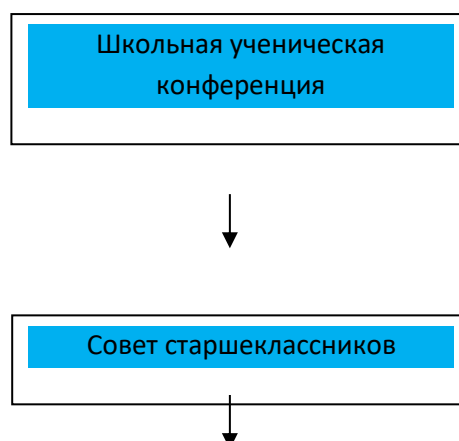 Школьная ученическая
конференция
Совет старшеклассников